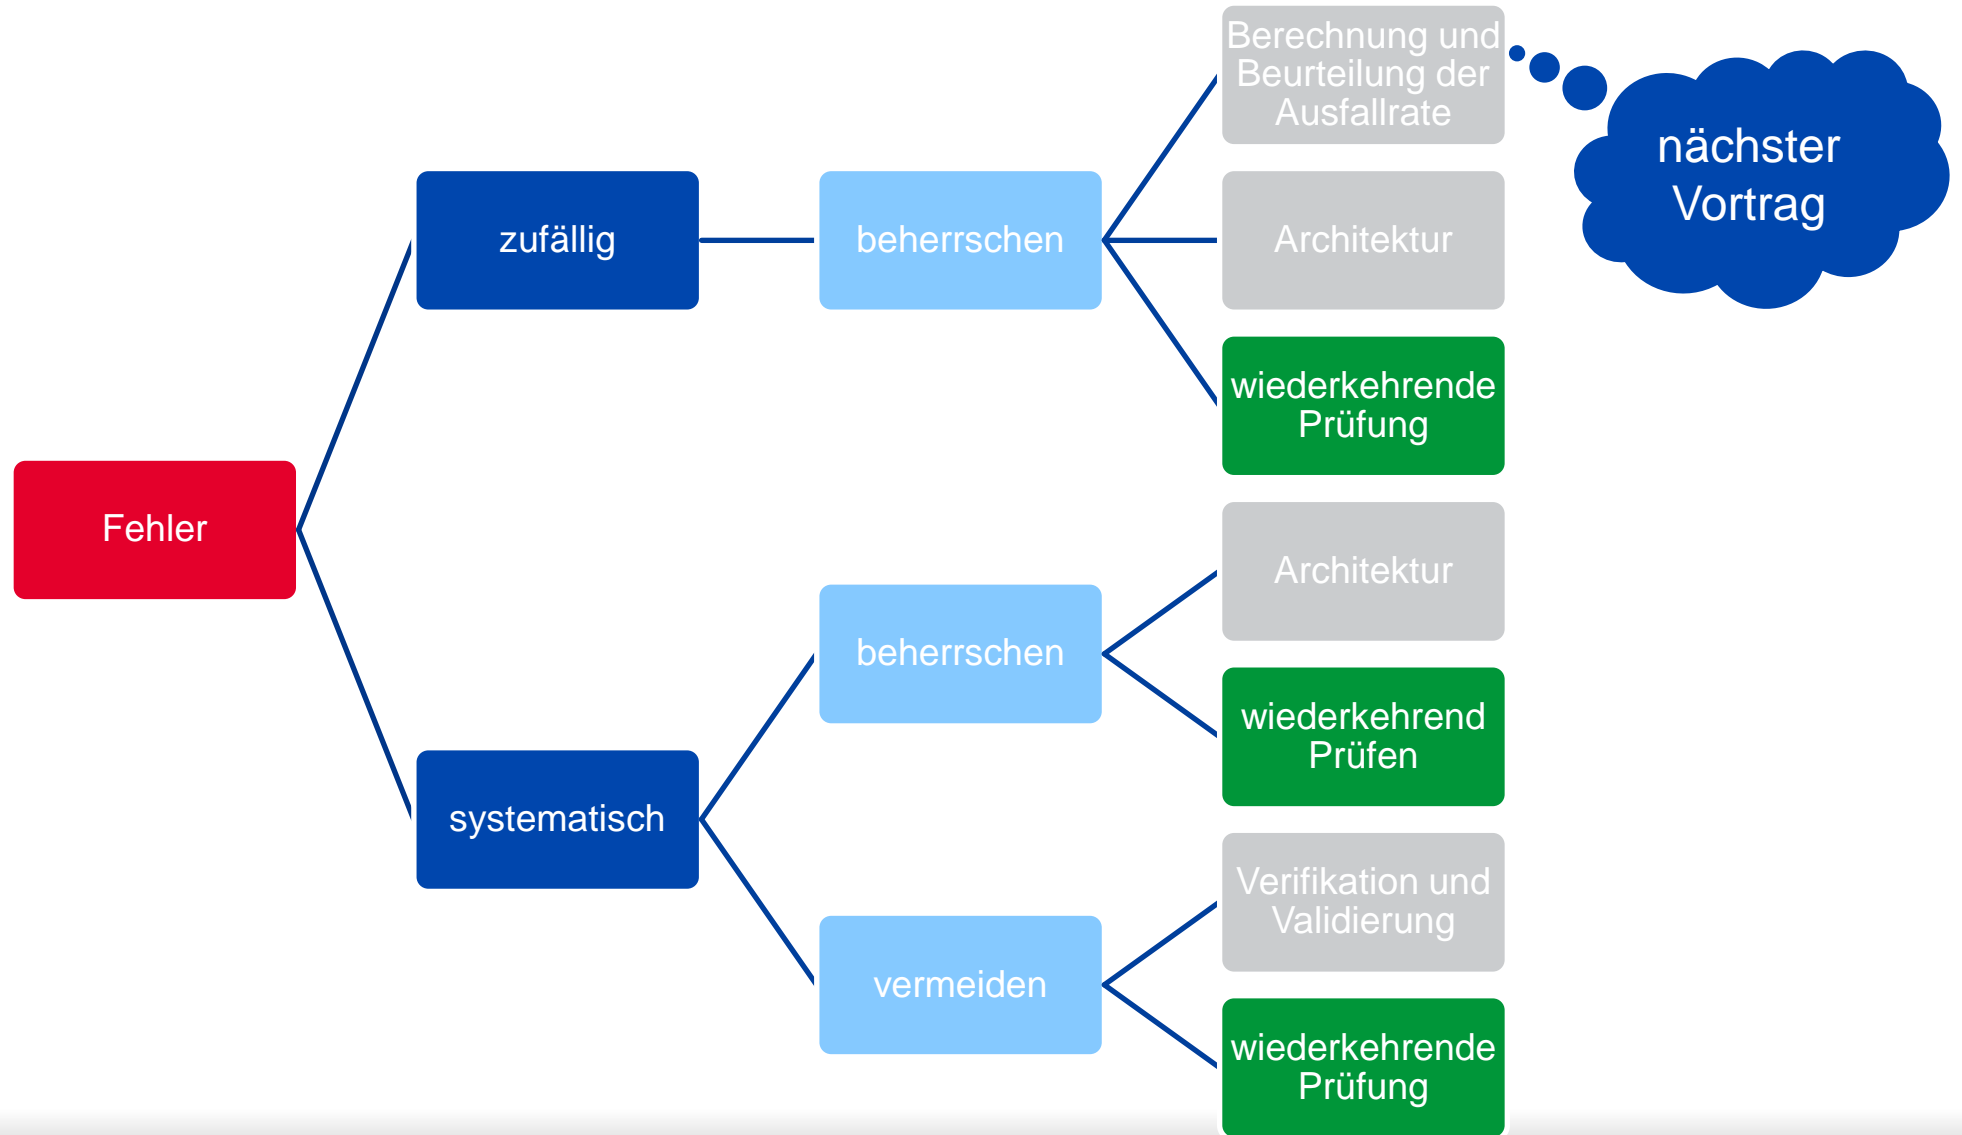 Berechnung und
Beurteilung der
Ausfallrate
nächster
Vortrag
zufällig
beherrschen
Architektur
wiederkehrende
Prüfung
Fehler
Architektur
beherrschen
wiederkehrend
Prüfen
systematisch
Verifikation und
Validierung
vermeiden
wiederkehrende
Prüfung